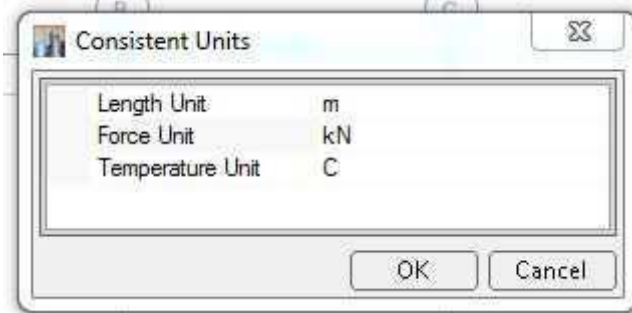 Consistent Units
Length Unit m
Force Unit kN
Temperature Unit C
OK Cancel